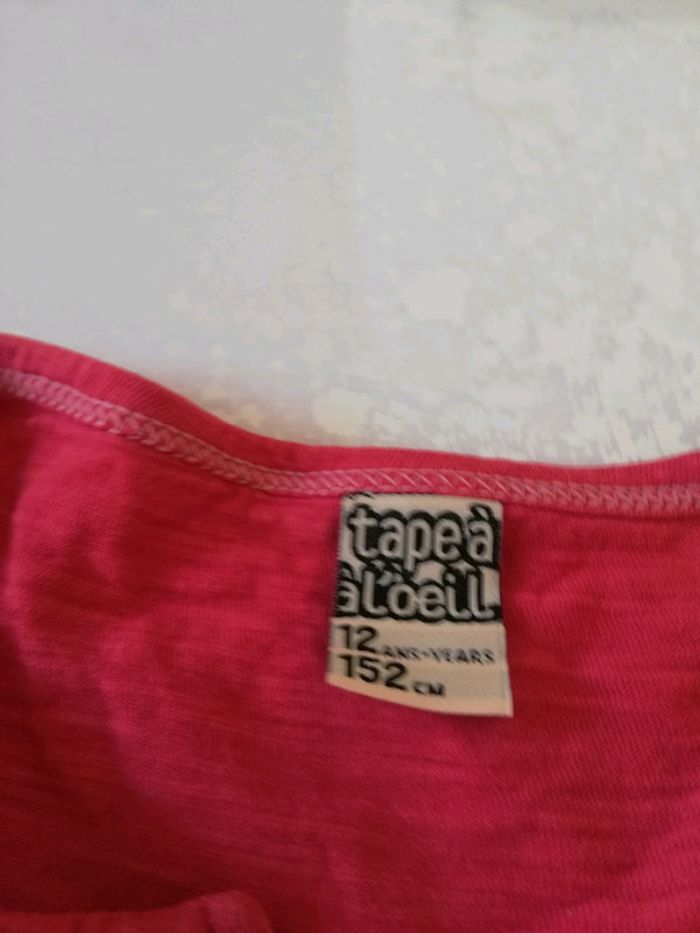 tape à
à l'oeil
12 ANS-YEARS
152 CM